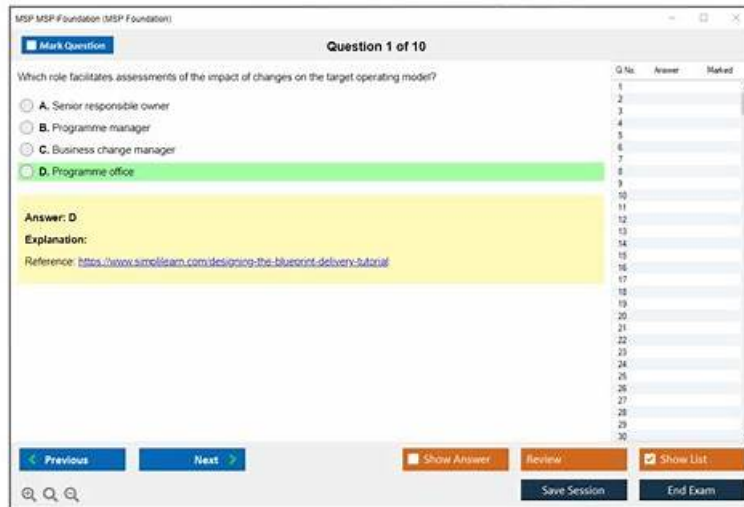 MSP MSP-Foundation (MSP Foundation)
Mark Question
Question 1 of 10
Which role facilitates assessments of the impact of changes on the target operating model?
A. Senior responsible owner
B. Programme manager
C. Business change manager
D. Programme office
Answer: D
Explanation:
Reference: https://www.simplilearn.com/designing-the-blueprint-delivery-tutorial
Q No. Answer Marked
1
2
3
4
5
6
7
8
9
10
11
12
13
14
15
16
17
18
19
20
21
22
23
24
25
26
27
28
29
30
Previous
Next
Show Answer
Review
Show List
Save Session
End Exam